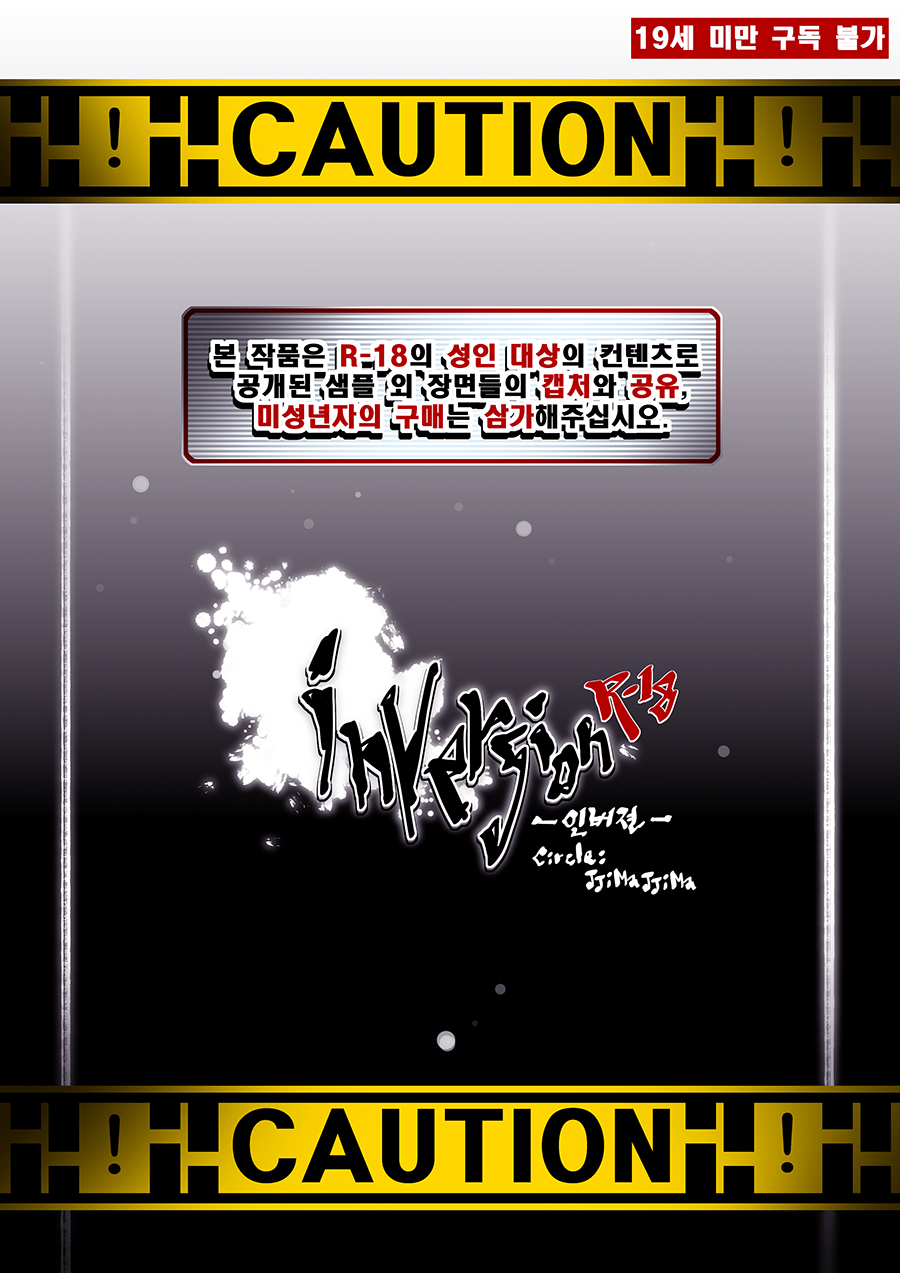 19세 미만 구독 불가
! CAUTION !
본 작품은 R-18의 성인 대상의 컨텐츠로
공개된 샘플 외 장면들의 캡처와 공유,
미성년자의 구매는 삼가해주십시오.
inversion R-18
-인버젼-
Circle:
JJiMaJJiMa
! CAUTION !